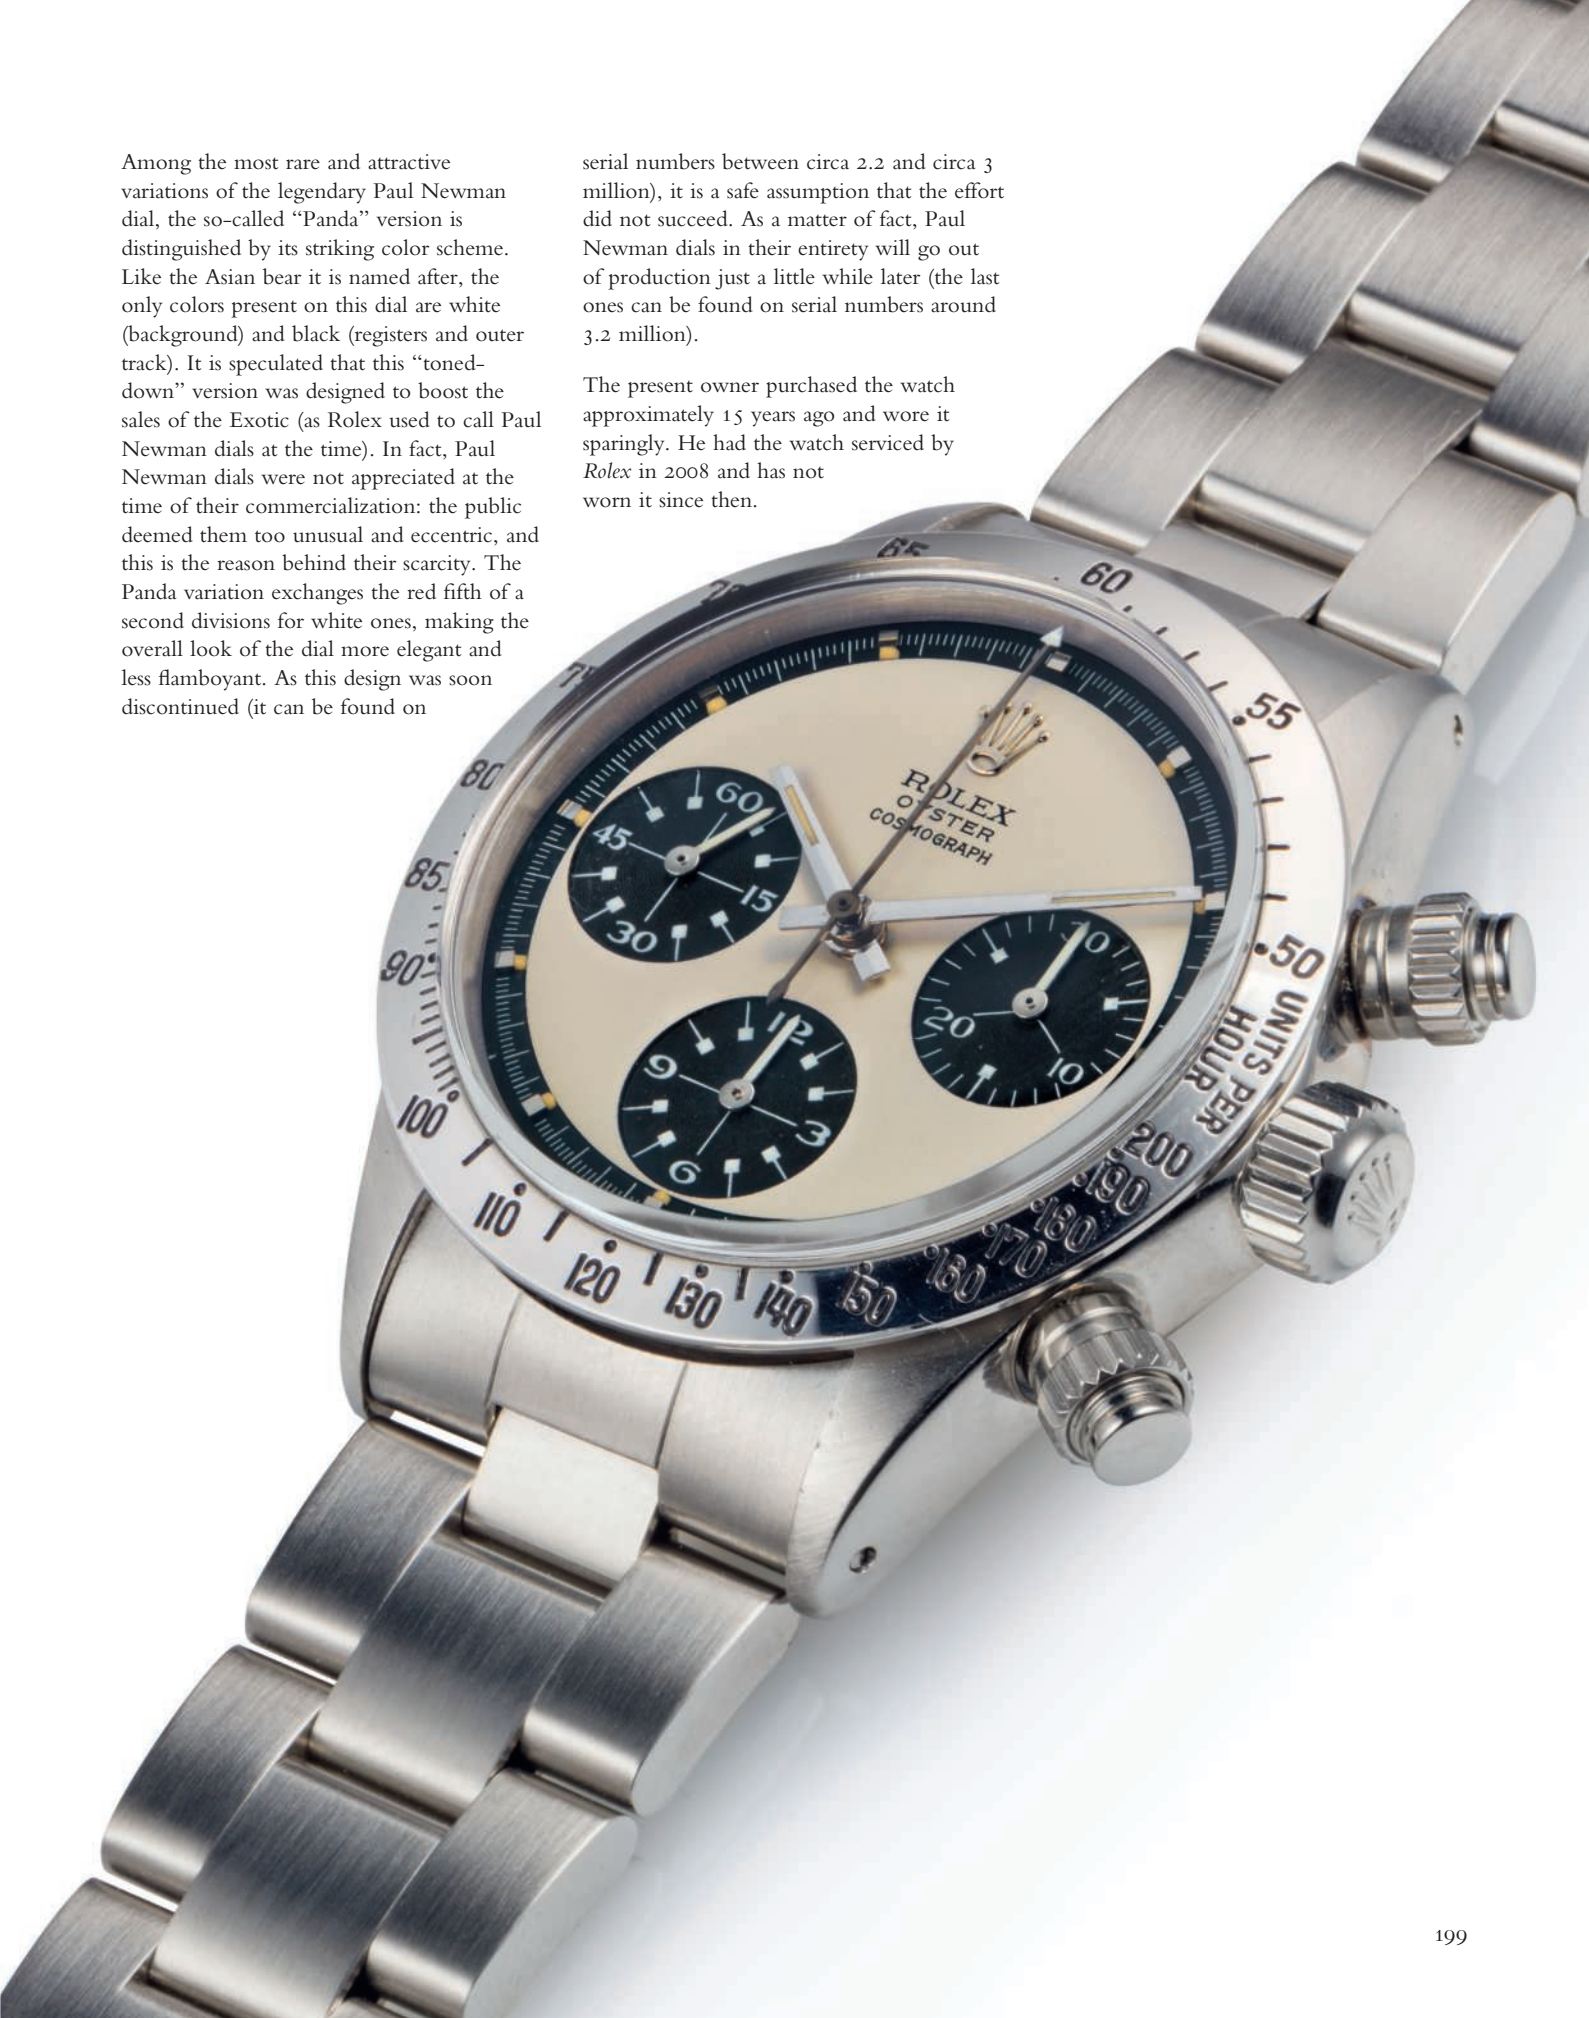 Among the most rare and attractive
variations of the legendary Paul Newman
dial, the so-called “Panda” version is
distinguished by its striking color scheme.
Like the Asian bear it is named after, the
only colors present on this dial are white
(background) and black (registers and outer
track). It is speculated that this “toned-
down” version was designed to boost the
sales of the Exotic (as Rolex used to call Paul
Newman dials at the time). In fact, Paul
Newman dials were not appreciated at the
time of their commercialization: the public
deemed them too unusual and eccentric, and
this is the reason behind their scarcity. The
Panda variation exchanges the red fifth of a
second divisions for white ones, making the
overall look of the dial more elegant and
less flamboyant. As this design was soon
discontinued (it can be found on
serial numbers between circa 2.2 and circa 3
million), it is a safe assumption that the effort
did not succeed. As a matter of fact, Paul
Newman dials in their entirety will go out
of production just a little while later (the last
ones can be found on serial numbers around
3.2 million).
The present owner purchased the watch
approximately 15 years ago and wore it
sparingly. He had the watch serviced by
Rolex in 2008 and has not
worn it since then.
65
60
55
50
UNITS PER
HOUR
200
190
180
170
160
150
140
130
120
110
100
90
85
80
ROLEX
OYSTER
COSMOGRAPH
60
45
15
30
30
20
10
12
9
3
6
199